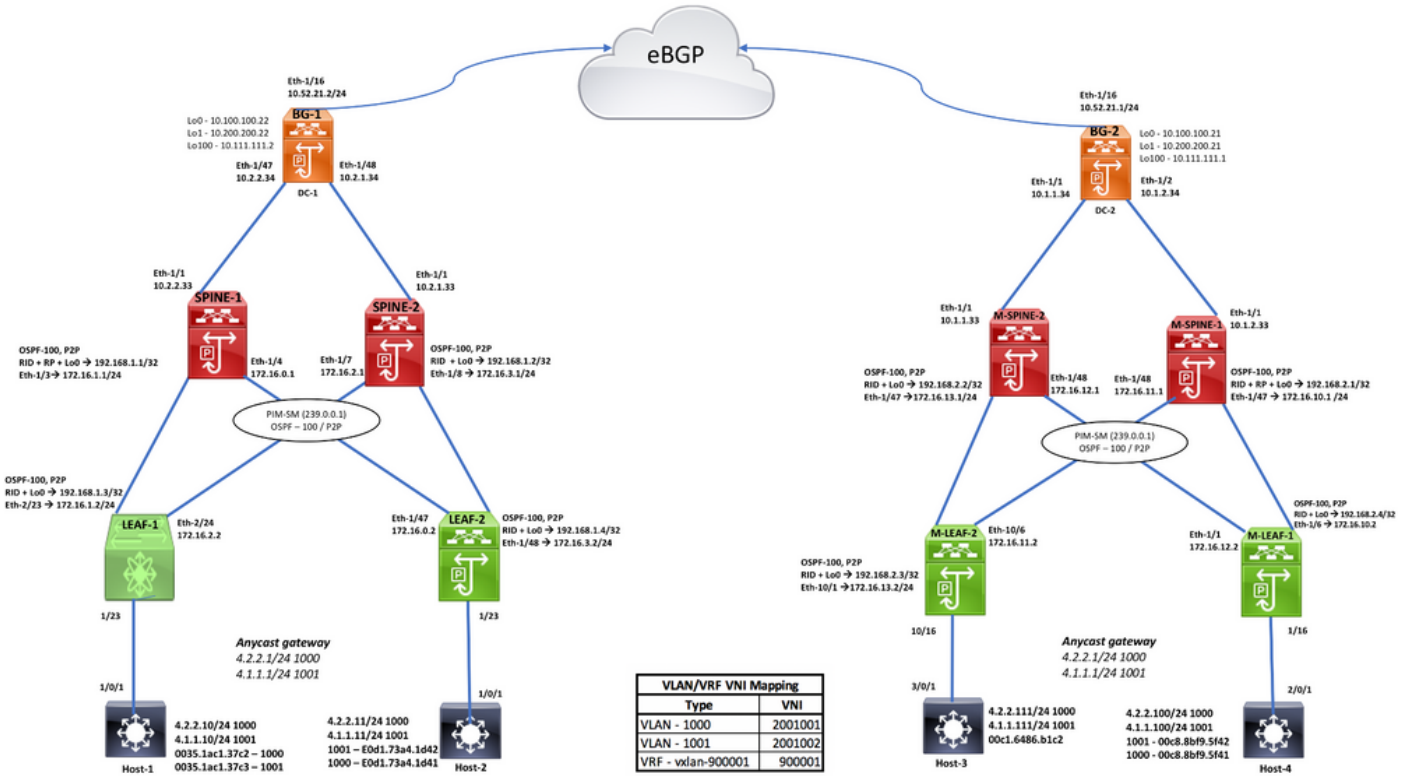 eBGP
Eth-1/16
10.52.21.2/24
BG-1
Lo0 - 10.100.100.22
Lo1 - 10.200.200.22
Lo100 - 10.111.111.2
Eth-1/47
10.2.2.34
Eth-1/48
10.2.1.34
DC-1
Eth-1/16
10.52.21.1/24
BG-2
Lo0 - 10.100.100.21
Lo1 - 10.200.200.21
Lo100 - 10.111.111.1
Eth-1/1
10.1.1.34
Eth-1/2
10.1.2.34
DC-2
Eth-1/1
10.2.2.33
SPINE-1
Eth-1/1
10.2.1.33
SPINE-2
OSPF-100, P2P
RID + RP + Lo0 → 192.168.1.1/32
Eth-1/3→ 172.16.1.1/24
Eth-1/4
172.16.0.1
Eth-1/7
172.16.2.1
OSPF-100, P2P
RID + Lo0 → 192.168.1.2/32
Eth-1/8 → 172.16.3.1/24
PIM-SM (239.0.0.1)
OSPF – 100 / P2P
Eth-1/1
10.1.1.33
M-SPINE-2
Eth-1/1
10.1.2.33
M-SPINE-1
OSPF-100, P2P
RID + Lo0 → 192.168.2.2/32
Eth-1/47 →172.16.13.1/24
Eth-1/48
172.16.12.1
Eth-1/48
172.16.11.1
OSPF-100, P2P
RID + RP + Lo0 → 192.168.2.1/32
Eth-1/47 → 172.16.10.1 /24
PIM-SM (239.0.0.1)
OSPF – 100 / P2P
OSPF-100, P2P
RID + Lo0 → 192.168.1.3/32
Eth-2/23 → 172.16.1.2/24
LEAF-1
Eth-2/24
172.16.2.2
Eth-1/47
172.16.0.2
LEAF-2
OSPF-100, P2P
RID + Lo0 → 192.168.1.4/32
Eth-1/48 → 172.16.3.2/24
1/23
1/23
Anycast gateway
4.2.2.1/24 1000
4.1.1.1/24 1001
1/0/1
1/0/1
4.2.2.10/24 1000
4.1.1.10/24 1001
0035.1ac1.37c2 – 1000
0035.1ac1.37c3 – 1001
Host-1
4.2.2.11/24 1000
4.1.1.11/24 1001
1001 – E0d1.73a4.1d42
1000 – E0d1.73a4.1d41
Host-2
VLAN/VRF VNI Mapping
Type VNI
VLAN - 1000 2001001
VLAN - 1001 2001002
VRF - vxlan-900001 900001
M-LEAF-2
Eth-10/6
172.16.11.2
OSPF-100, P2P
RID + Lo0 → 192.168.2.3/32
Eth-10/1 →172.16.13.2/24
Eth-1/1
172.16.12.2
M-LEAF-1
OSPF-100, P2P
RID + Lo0 → 192.168.2.4/32
Eth-1/6 → 172.16.10.2
10/16
1/16
Anycast gateway
4.2.2.1/24 1000
4.1.1.1/24 1001
3/0/1
2/0/1
4.2.2.111/24 1000
4.1.1.111/24 1001
00c1.6486.b1c2
Host-3
4.2.2.100/24 1000
4.1.1.100/24 1001
1001 - 00c8.8bf9.5f42
1000 - 00c8.8bf9.5f41
Host-4